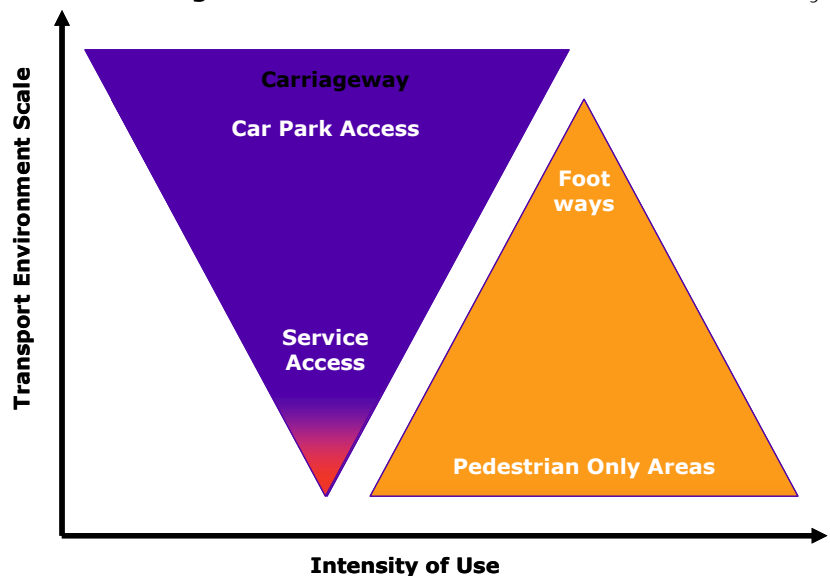 Transport Environment Scale
Carriageway
Car Park Access
Foot
ways
Service
Access
Pedestrian Only Areas
Intensity of Use